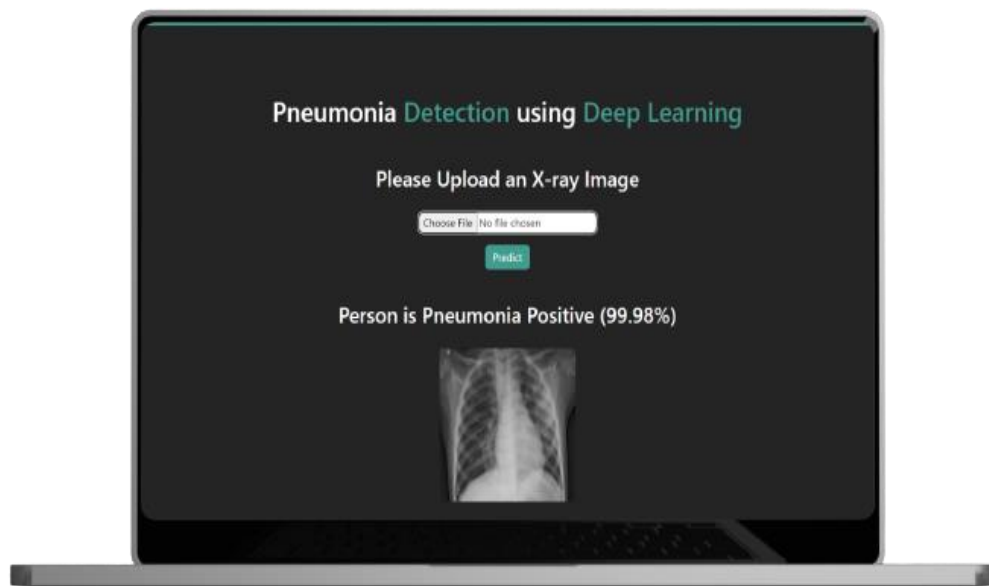 Pneumonia Detection using Deep Learning
Please Upload an X-ray Image
Choose File No file chosen
Predict
Person is Pneumonia Positive (99.98%)